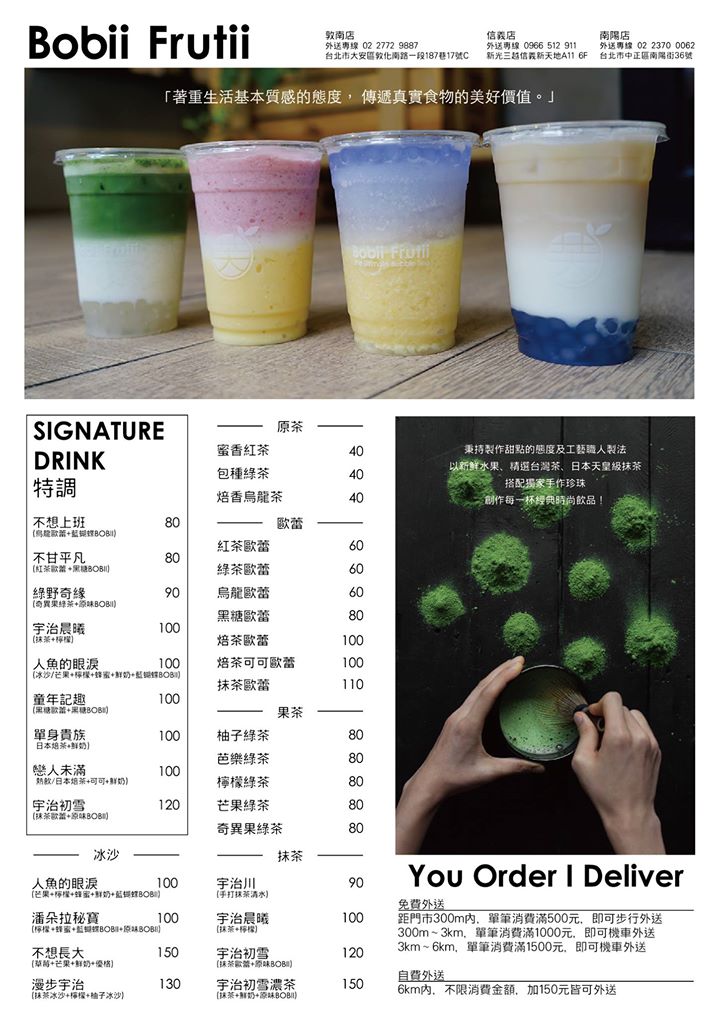 Bobii Frutii
敦南店
外送專線 02 2772 9887
台北市大安區敦化南路一段187巷17號C
信義店
外送專線 0966 512 911
新光三越信義新天地A11 6F
南陽店
外送專線 02 2370 0062
台北市中正區南陽街36號
「著重生活基本質感的態度， 傳遞真實食物的美好價值。」
Bobii Frutii
SIGNATURE
DRINK
特調
不想上班 80
(烏龍歐蕾+藍蝴蝶BOBII)
不甘平凡 80
(紅茶歐蕾+黑糖BOBII)
綠野奇緣 90
(奇異果綠茶+原味BOBII)
宇治晨曦 100
(抹茶+檸檬)
人魚的眼淚 100
(冰沙/芒果+檸檬+蜂蜜+鮮奶+藍蝴蝶BOBII)
童年記趣 100
(黑糖歐蕾+黑糖BOBII)
單身貴族 100
日本焙茶+鮮奶)
戀人未滿 100
熱飲/日本焙茶+可可+鮮奶)
宇治初雪 120
(抹茶歐蕾+原味BOBII)
冰沙
人魚的眼淚 100
(芒果+檸檬+蜂蜜+鮮奶+藍蝴蝶BOBII)
潘朵拉秘寶 100
(檸檬+蜂蜜+藍蝴蝶BOBII+原味BOBII)
不想長大 150
(草莓+芒果+鮮奶+優格)
漫步宇治 130
(抹茶冰沙+檸檬+柚子冰沙)
原茶
蜜香紅茶 40
包種綠茶 40
焙香烏龍茶 40
歐蕾
紅茶歐蕾 60
綠茶歐蕾 60
烏龍歐蕾 60
黑糖歐蕾 80
焙茶歐蕾 100
焙茶可可歐蕾 100
抹茶歐蕾 110
果茶
柚子綠茶 80
芭樂綠茶 80
檸檬綠茶 80
芒果綠茶 80
奇異果綠茶 80
抹茶
宇治川 90
(手打抹茶清水)
宇治晨曦 100
(抹茶+檸檬)
宇治初雪 120
(抹茶歐蕾+原味BOBII)
宇治初雪濃茶 150
(抹茶+鮮奶+原味BOBII)
秉持製作甜點的態度及工藝職人製法
以新鮮水果、精選台灣茶、日本天皇級抹茶
搭配獨家手作珍珠
創作每一杯經典時尚飲品！
You Order I Deliver
免費外送
距門市300m內，單筆消費滿500元，即可步行外送
300m ~ 3km，單筆消費滿1000元，即可機車外送
3km ~ 6km，單筆消費滿1500元，即可機車外送
自費外送
6km內，不限消費金額，加150元皆可外送